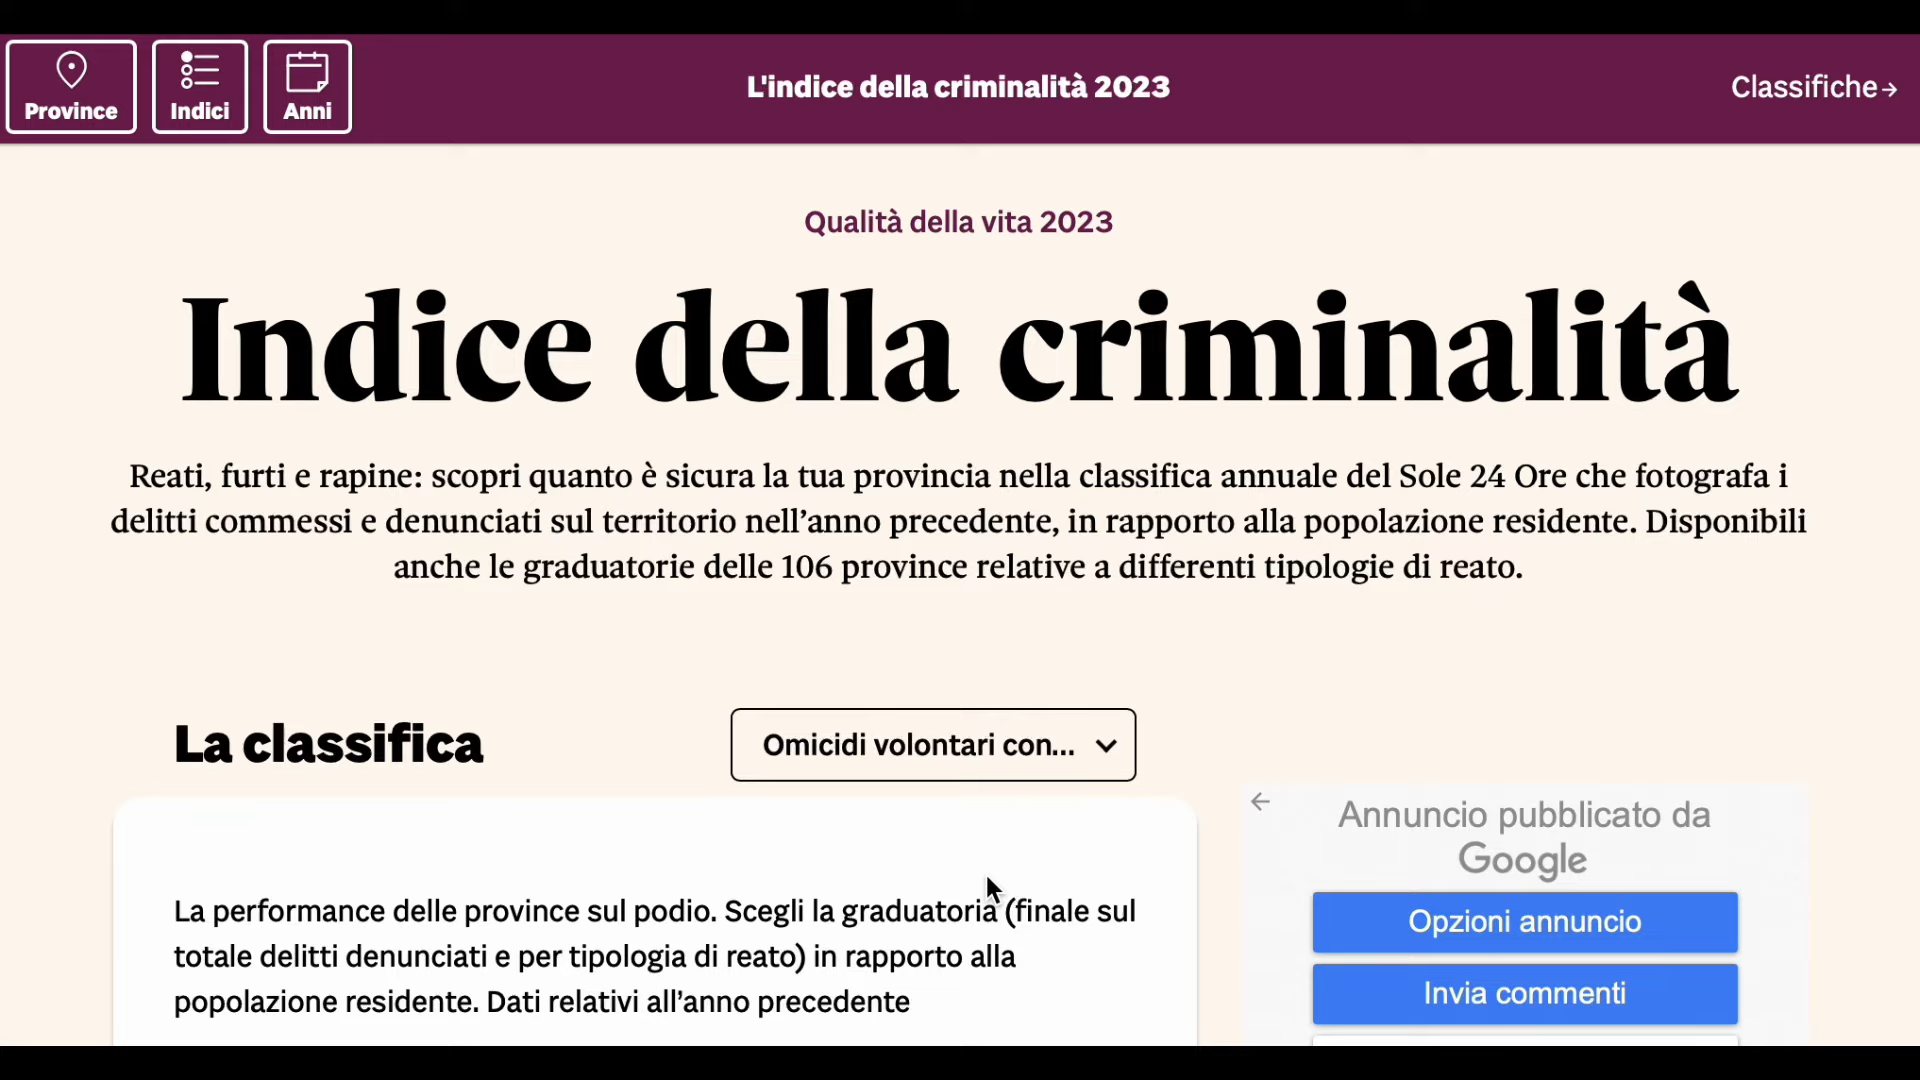 Province
Indici
Anni
L'indice della criminalità 2023
Classifiche→
Qualità della vita 2023
Indice della criminalità
Reati, furti e rapine: scopri quanto è sicura la tua provincia nella classifica annuale del Sole 24 Ore che fotografa i
delitti commessi e denunciati sul territorio nell’anno precedente, in rapporto alla popolazione residente. Disponibili
anche le graduatorie delle 106 province relative a differenti tipologie di reato.
La classifica
Omicidi volontari con...
La performance delle province sul podio. Scegli la graduatoria (finale sul
totale delitti denunciati e per tipologia di reato) in rapporto alla
popolazione residente. Dati relativi all’anno precedente
Annuncio pubblicato da
Google
Opzioni annuncio
Invia commenti